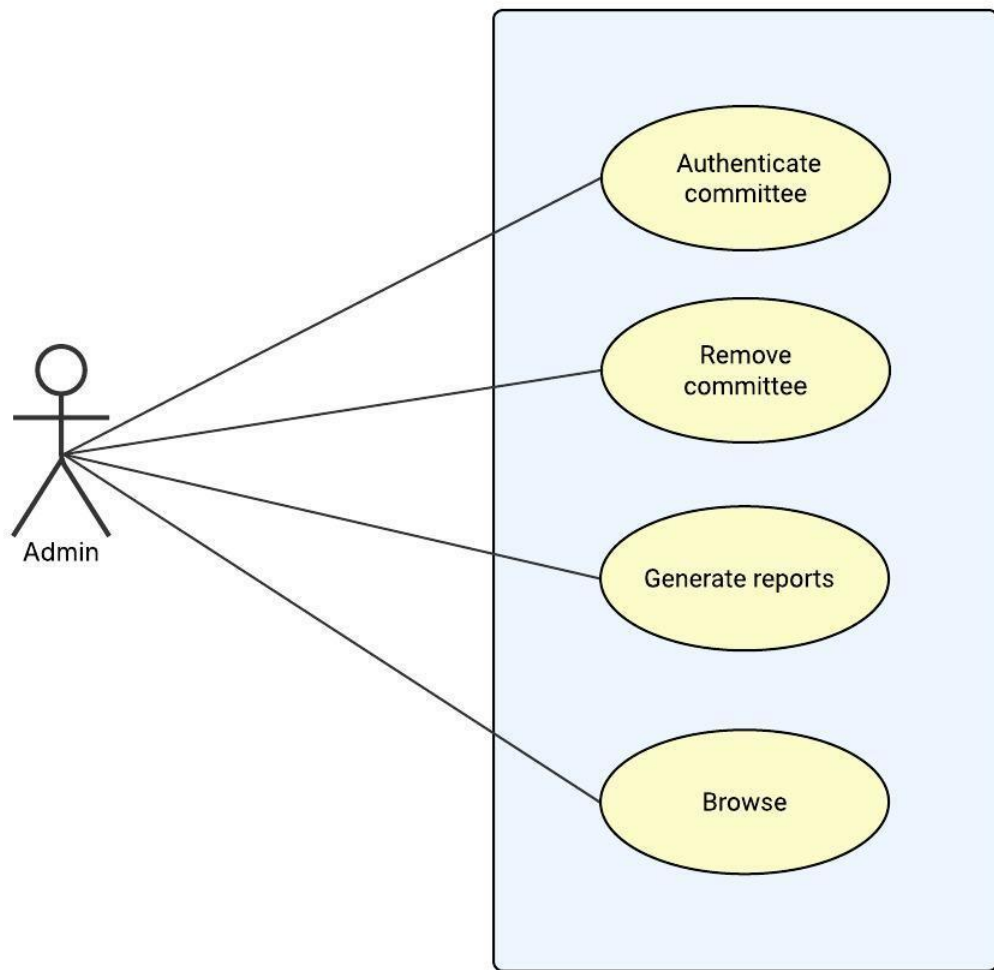 Authenticate
committee
Remove
committee
Admin
Generate reports
Browse